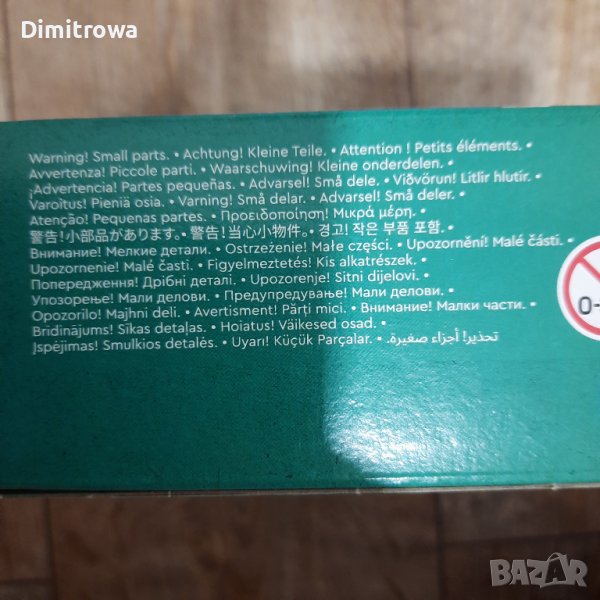 Dimitrowa
Warning! Small parts. • Achtung! Kleine Teile. • Attention ! Petits éléments. •
Avvertenza! Piccole parti. • Waarschuwing! Kleine onderdelen. •
¡Advertencia! Partes pequeñas. • Advarsel! Små dele. • Viðvörun! Litlir hlutir. •
Varoitus! Pieniä osia. • Varning! Små delar. • Advarsel! Små deler. •
Atenção! Pequenas partes. • Προειδοποίηση! Μικρά μέρη. •
警告!小部品があります。• 警告!当心小物件。• 경고! 작은 부품 포함. •
Внимание! Мелкие детали. • Ostrzeżenie! Małe części. • Upozornění! Malé části. •
Upozornenie! Malé časti. • Figyelmeztetés! Kis alkatrészek. •
Попередження! Дрібні деталі. • Upozorenje! Sitni dijelovi. •
Упозорење! Мали делови. • Предупредување! Мали делови. •
Opozorilo! Majhni deli. • Avertisment! Părți mici. • Внимание! Малки части. •
Bridinājums! Sīkas detaļas. • Hoiatus! Väikesed osad. •
Įspėjimas! Smulkios detalės. • Uyarı! Küçük Parçalar. • تحذير! أجزاء صغيرة.
0-
BAZAR